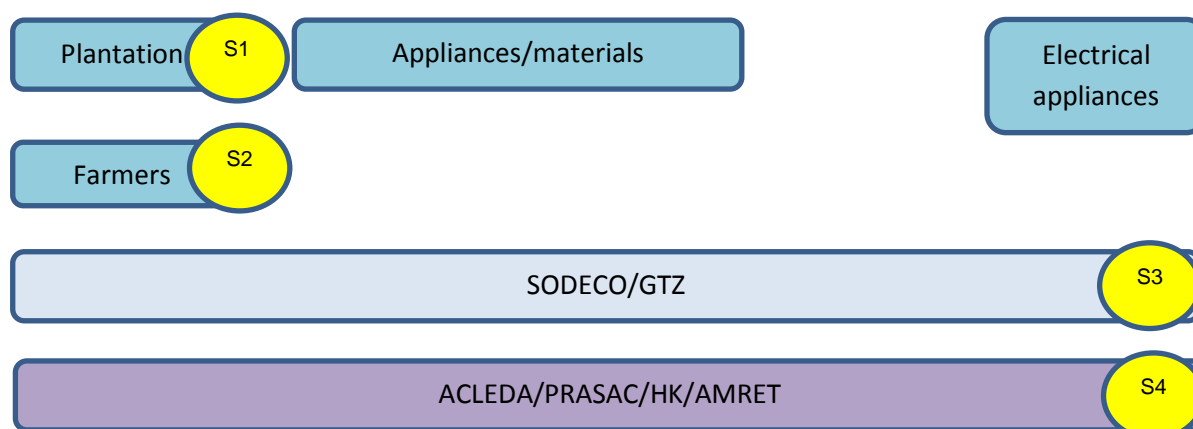 Plantation
S1
Appliances/materials
Electrical
appliances
Farmers
S2
SODECO/GTZ
S3
ACLEDA/PRASAC/HK/AMRET
S4